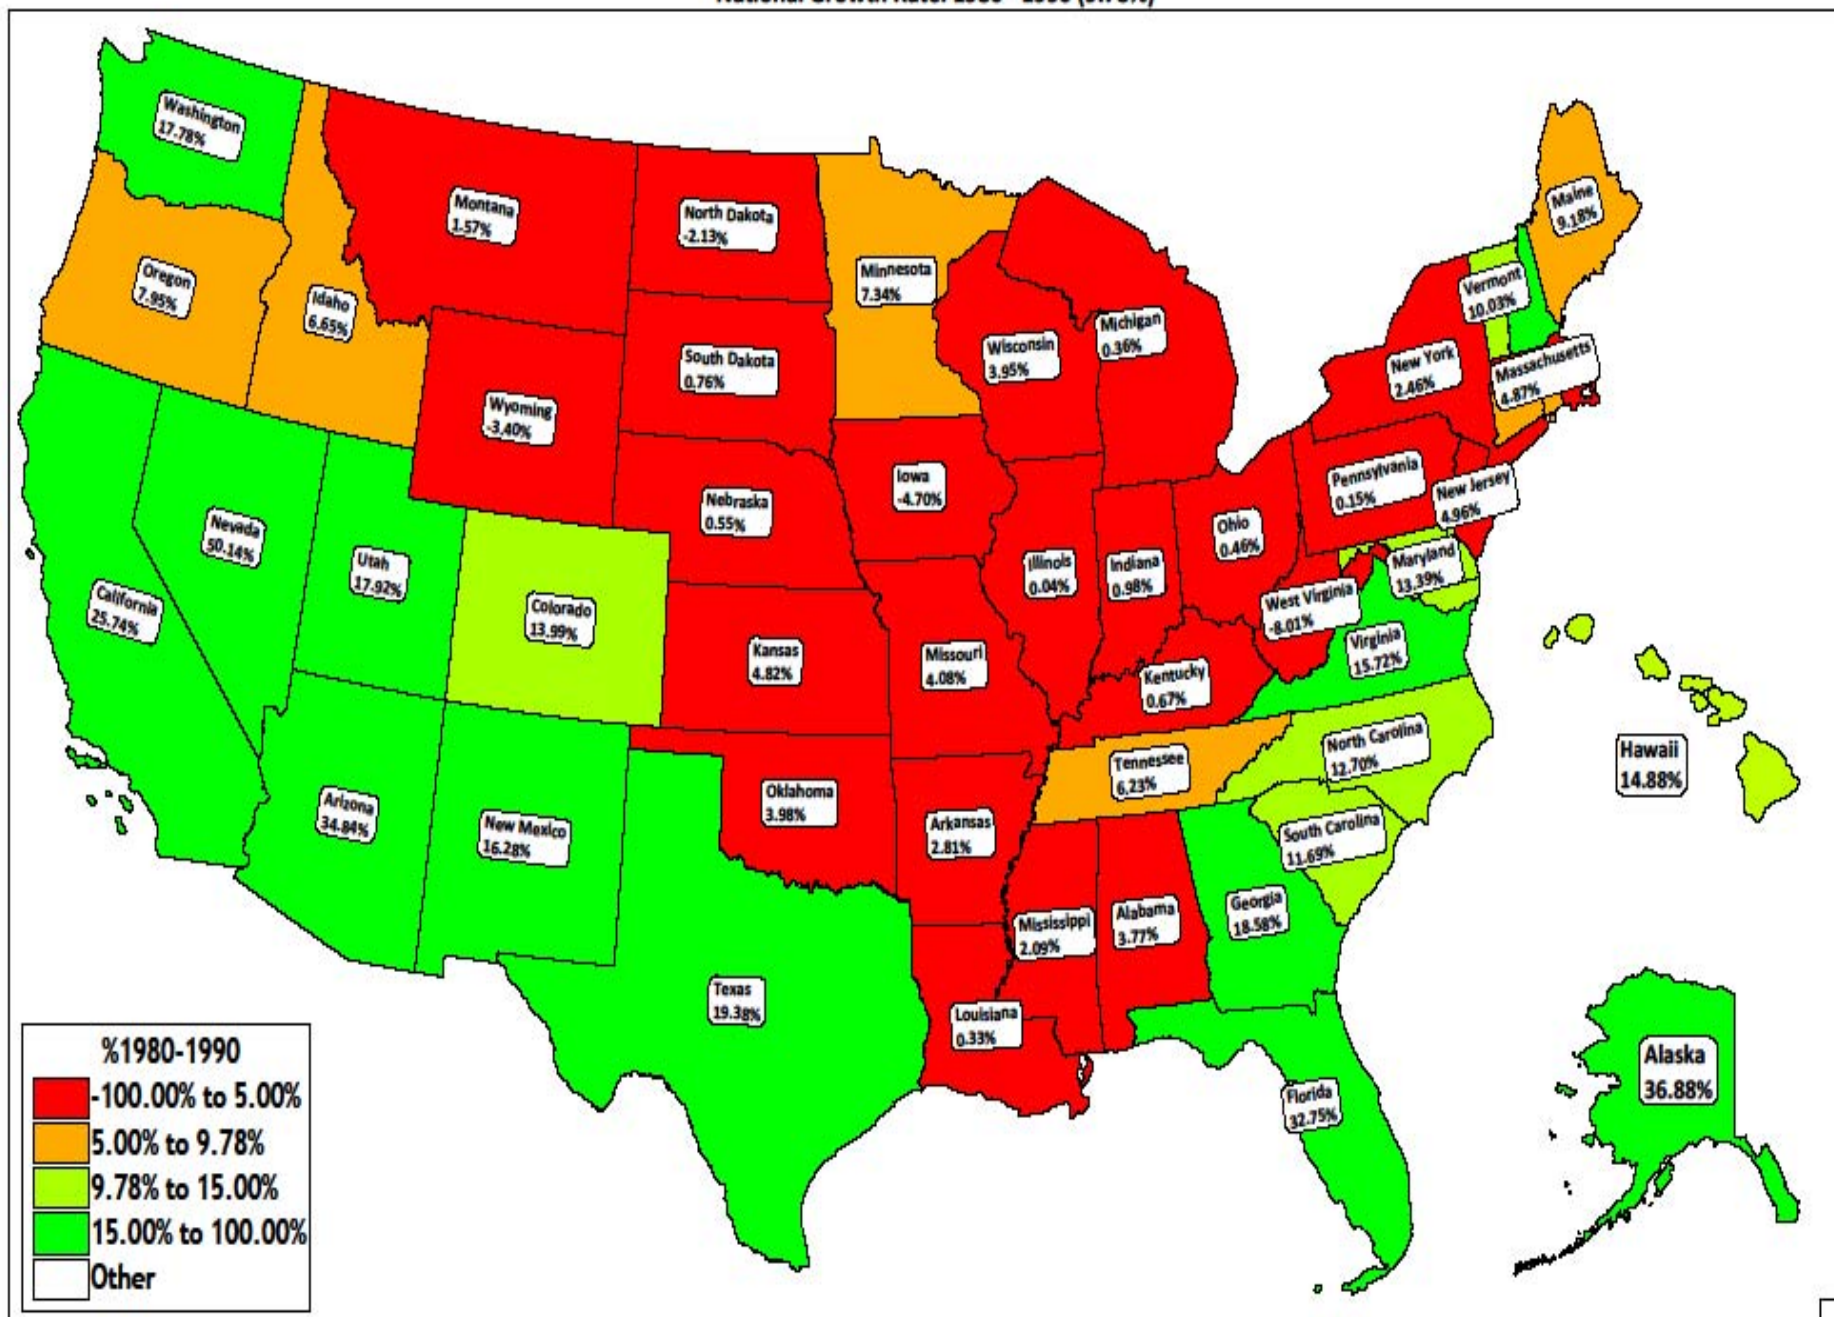 Washington
17.78%
Montana
1.57%
North Dakota
-2.13%
Minnesota
7.34%
Maine
9.18%
Oregon
7.95%
Idaho
6.65%
Vermont
10.03%
Wisconsin
3.95%
Michigan
0.36%
New York
2.46%
Massachusetts
4.87%
South Dakota
0.76%
Wyoming
-3.40%
Iowa
-4.70%
Pennsylvania
0.15%
New Jersey
4.96%
Nebraska
0.55%
Nevada
50.14%
Utah
17.92%
Ohio
0.46%
Illinois
0.04%
Indiana
0.98%
Maryland
13.39%
California
25.74%
Colorado
13.99%
West Virginia
-8.01%
Virginia
15.72%
Kansas
4.82%
Missouri
4.08%
Kentucky
0.67%
Tennessee
6.23%
North Carolina
12.70%
Hawaii
14.88%
Arizona
34.84%
New Mexico
16.28%
Oklahoma
3.98%
Arkansas
2.81%
South Carolina
11.69%
Mississippi
2.09%
Alabama
3.77%
Georgia
18.58%
Texas
19.38%
Louisiana
0.33%
Florida
32.75%
Alaska
36.88%
%1980-1990
-100.00% to 5.00%
5.00% to 9.78%
9.78% to 15.00%
15.00% to 100.00%
Other